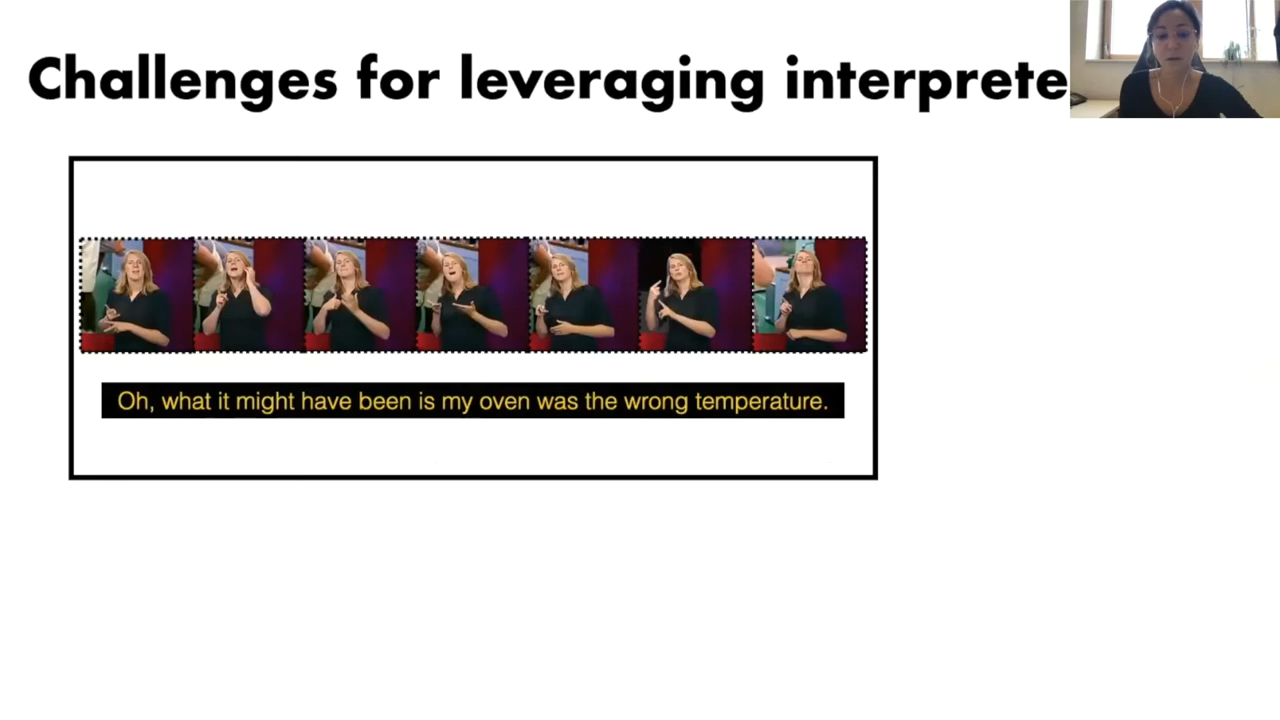 Challenges for leveraging interprete
Oh, what it might have been is my oven was the wrong temperature.